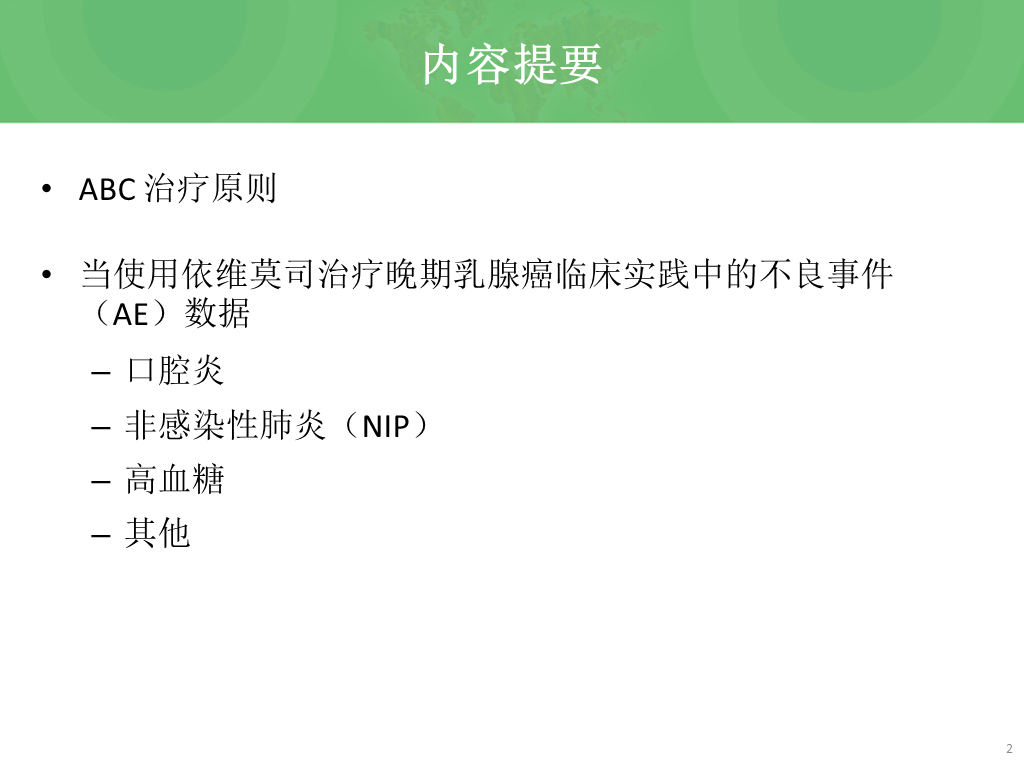 内容提要
• ABC 治疗原则
• 当使用依维莫司治疗晚期乳腺癌临床实践中的不良事件
（AE）数据
– 口腔炎
– 非感染性肺炎（NIP）
– 高血糖
– 其他
2